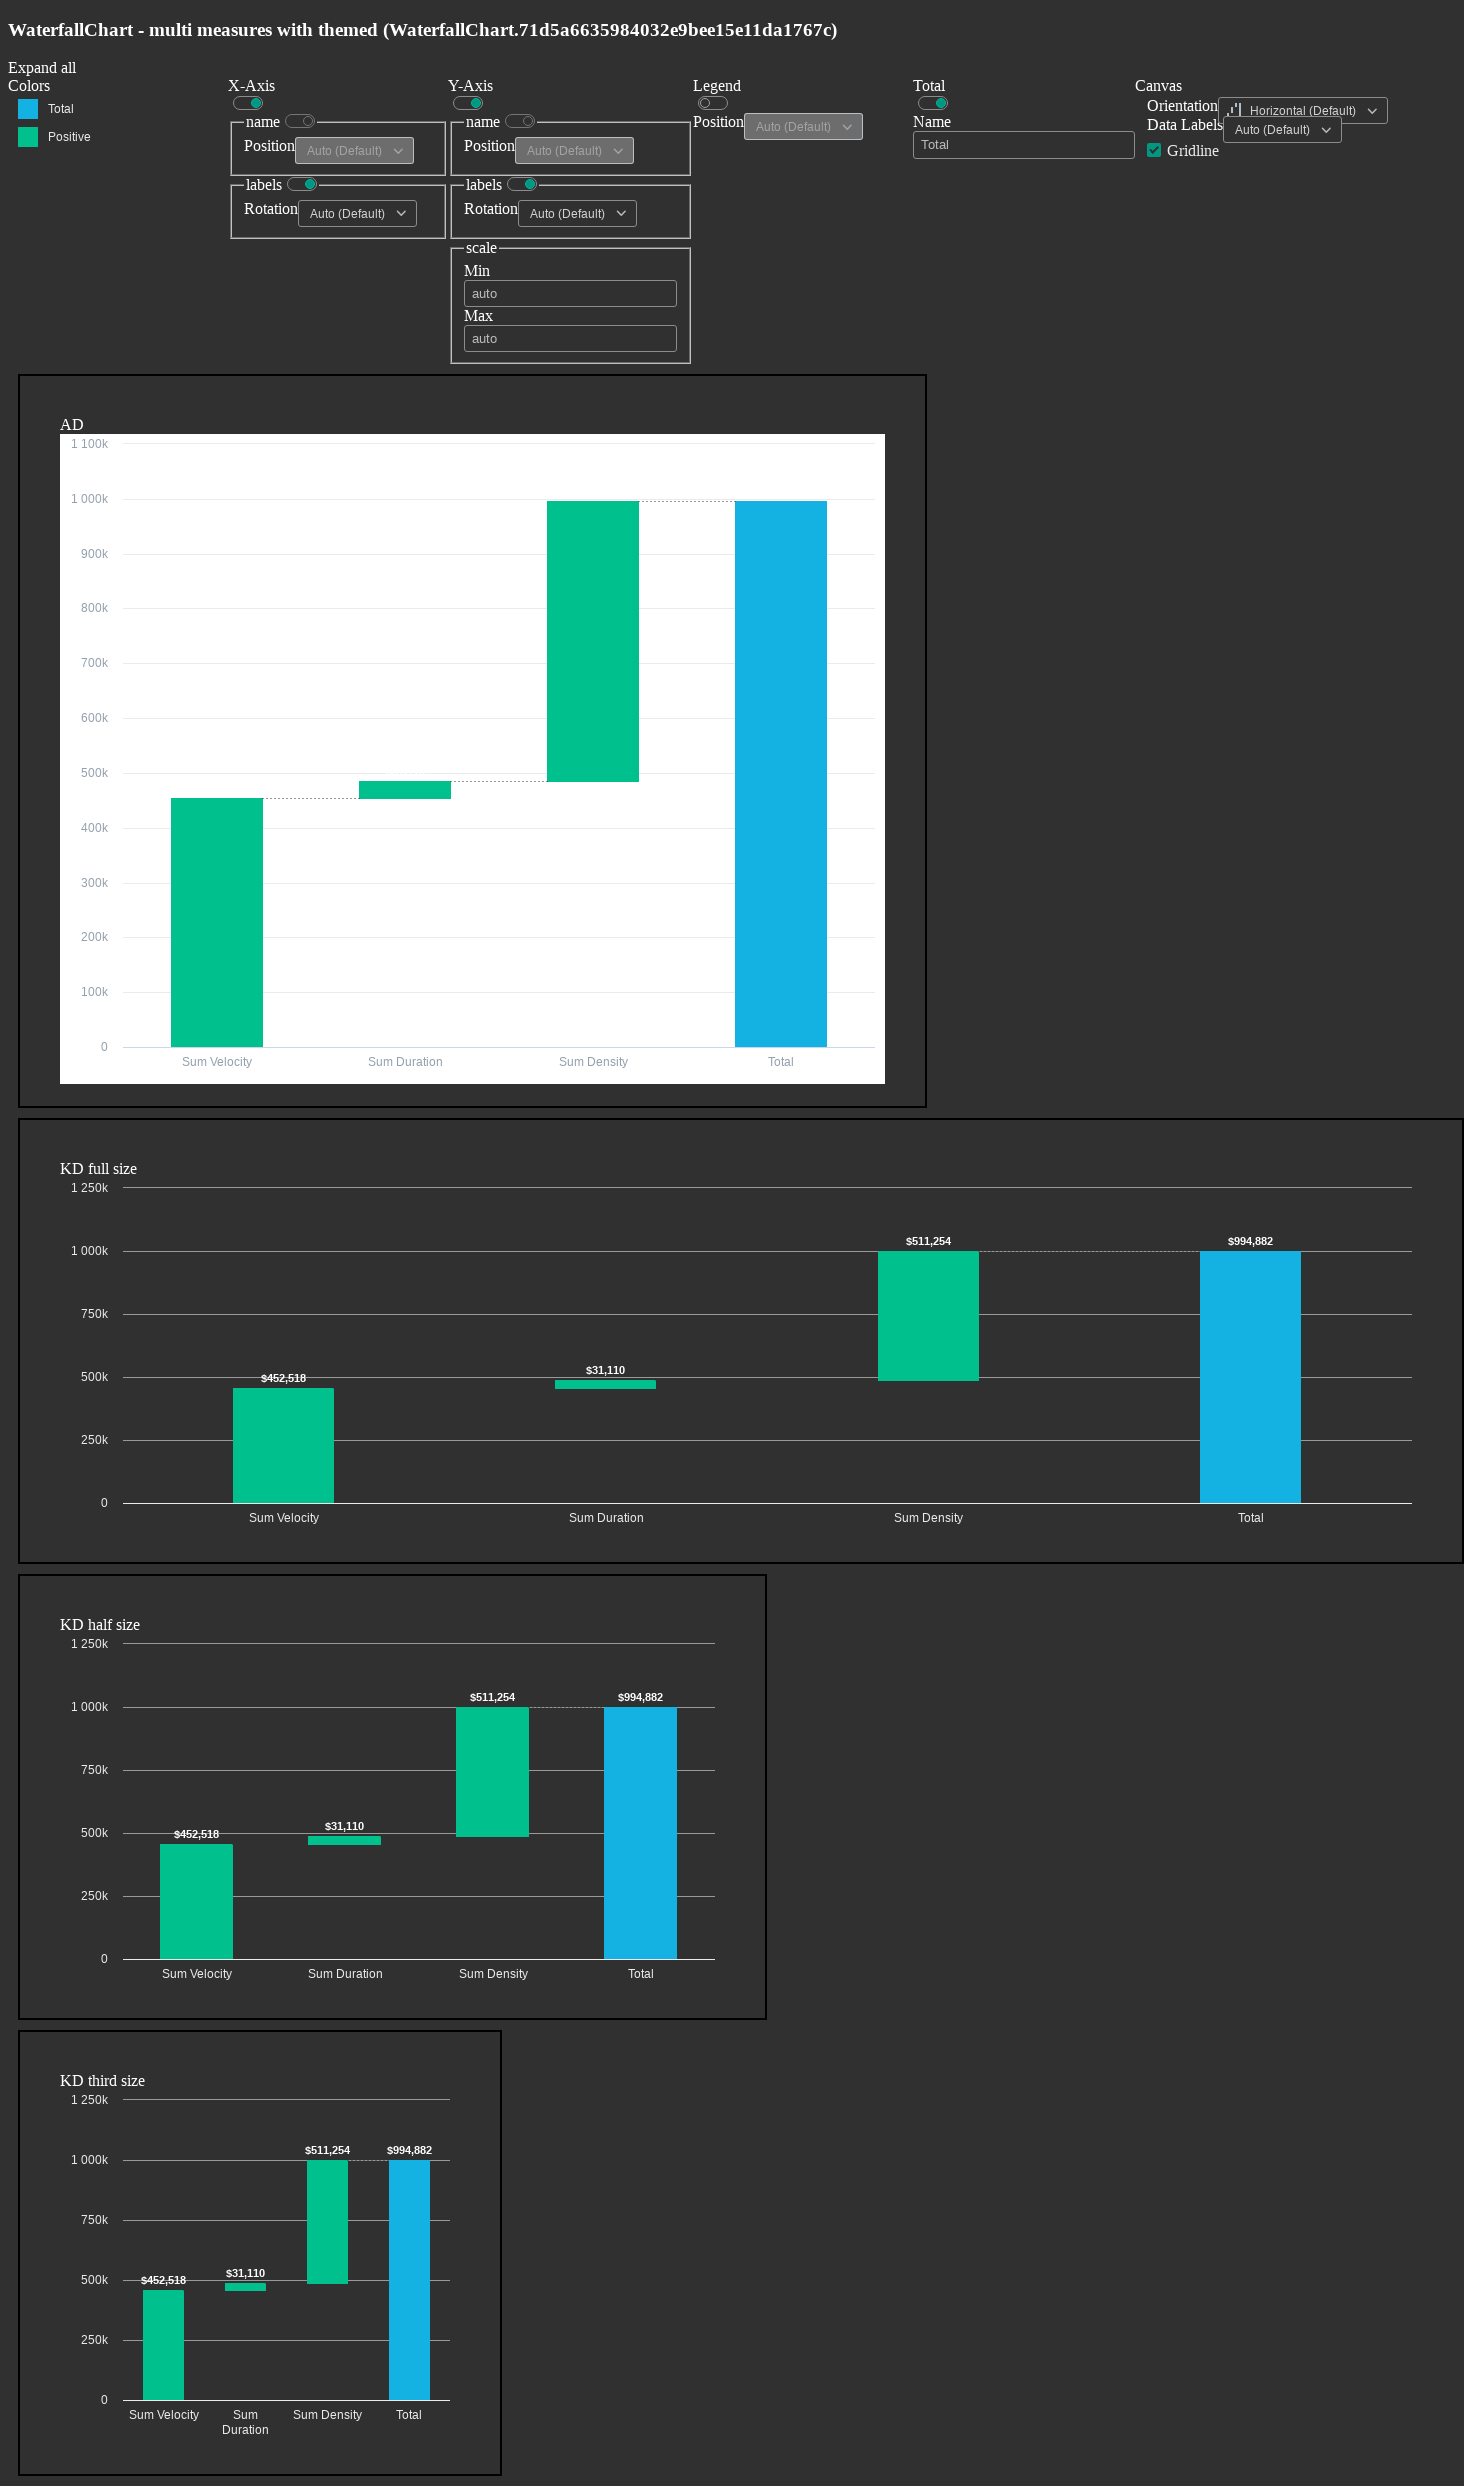 WaterfallChart - multi measures with themed (WaterfallChart.71d5a6635984032e9bee15e11da1767c)
Expand all
Colors
Total
Positive
X-Axis
name
Position Auto (Default)
labels
Rotation Auto (Default)
Y-Axis
name
Position Auto (Default)
labels
Rotation Auto (Default)
scale
Min
auto
Max
auto
Legend
Position Auto (Default)
Total
Name
Total
Canvas
Orientation Horizontal (Default)
Data Labels Auto (Default)
Gridline
AD
1 100k
1 000k
900k
800k
700k
600k
500k
400k
300k
200k
100k
0
Sum Velocity Sum Duration Sum Density Total
KD full size
1 250k
$511,254 $994,882
1 000k
750k
$31,110
500k $452,518
250k
0
Sum Velocity Sum Duration Sum Density Total
KD half size
1 250k
$511,254 $994,882
1 000k
750k
$31,110
500k $452,518
250k
0
Sum Velocity Sum Duration Sum Density Total
KD third size
1 250k
$511,254 $994,882
1 000k
750k
$31,110
500k $452,518
250k
0
Sum Velocity Sum Duration Sum Density Total